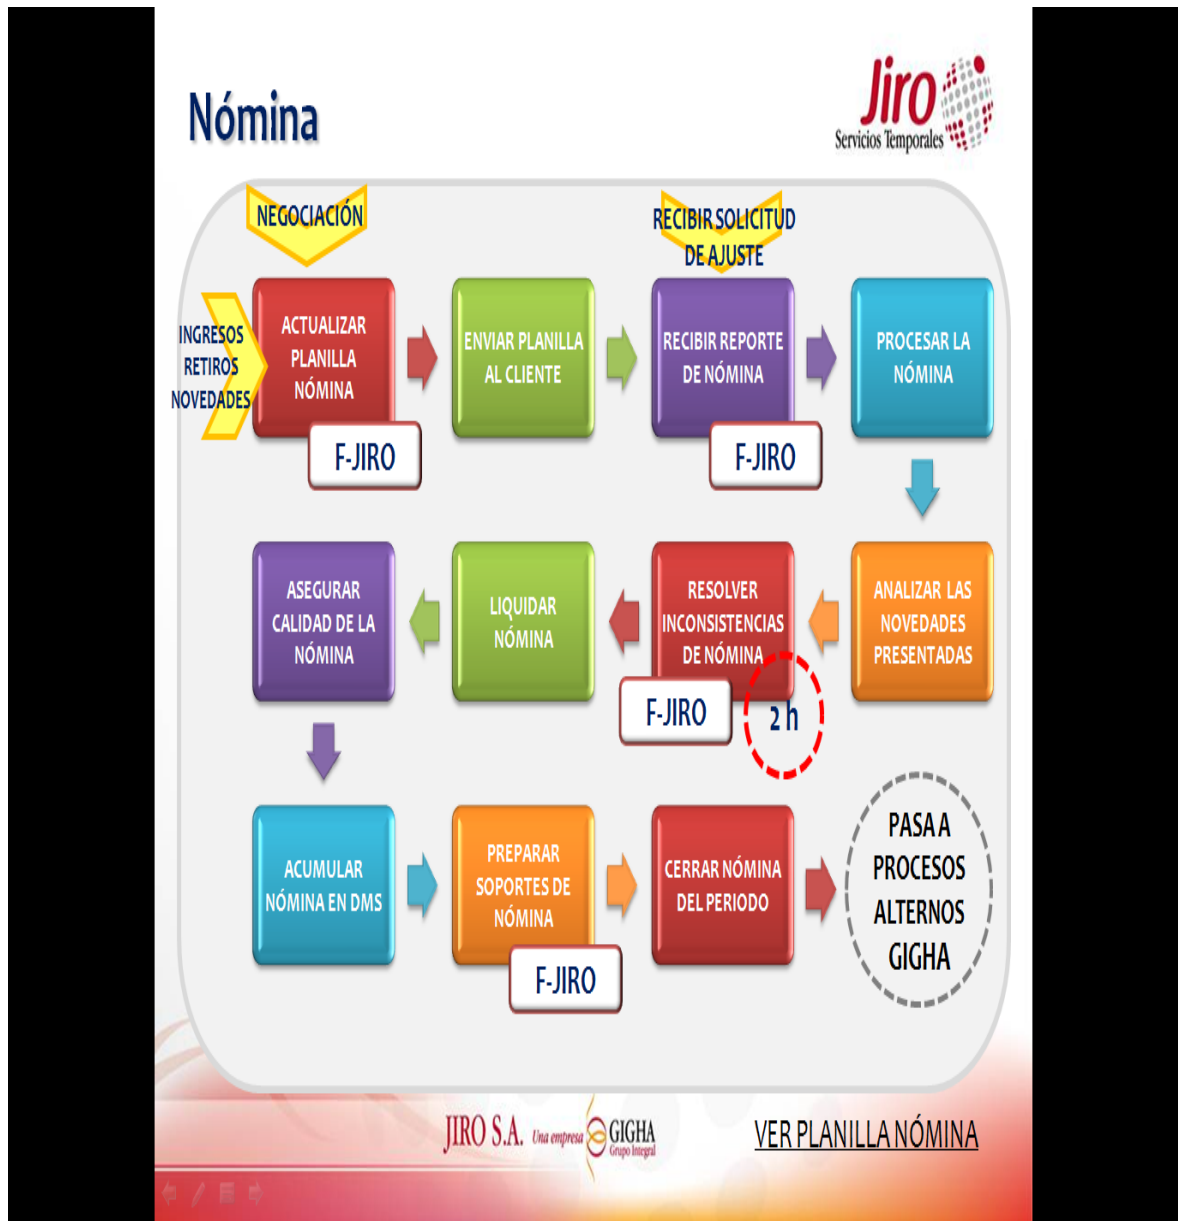 Nómina
Jiro
Servicios Temporales
NEGOCIACIÓN
RECIBIR SOLICITUD
DE AJUSTE
INGRESOS
RETIROS
NOVEDADES
ACTUALIZAR
PLANILLA
NÓMINA
F-JIRO
ENVIAR PLANILLA
AL CLIENTE
RECIBIR REPORTE
DE NÓMINA
F-JIRO
PROCESAR LA
NÓMINA
ANALIZAR LAS
NOVEDADES
PRESENTADAS
RESOLVER
INCONSISTENCIAS
DE NÓMINA
F-JIRO
2 h
LIQUIDAR
NÓMINA
ASEGURAR
CALIDAD DE LA
NÓMINA
ACUMULAR
NÓMINA EN DMS
PREPARAR
SOPORTES DE
NÓMINA
F-JIRO
CERRAR NÓMINA
DEL PERIODO
PASA A
PROCESOS
ALTERNOS
GIGHA
JIRO S.A. Una empresa GIGHA
Grupo Integral
VER PLANILLA NÓMINA